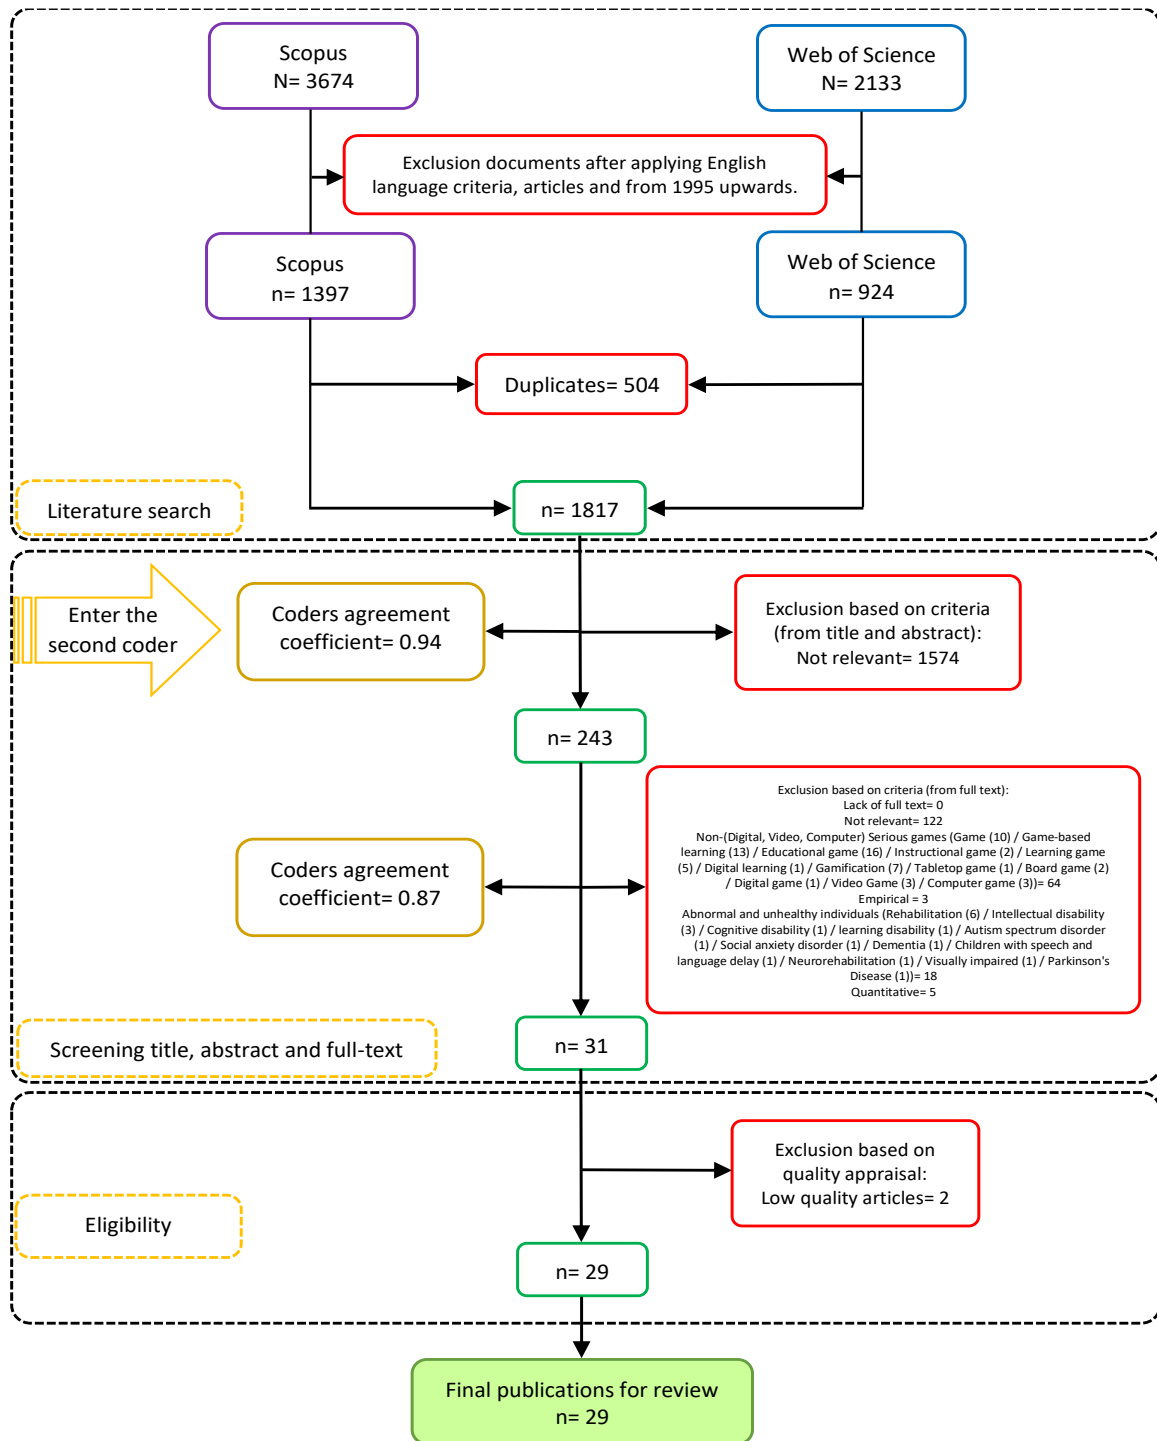 Scopus
N= 3674
Web of Science
N= 2133
Exclusion documents after applying English
language criteria, articles and from 1995 upwards.
Scopus
n= 1397
Web of Science
n= 924
Duplicates= 504
n= 1817
Literature search
Enter the
second coder
Coders agreement
coefficient= 0.94
Exclusion based on criteria
(from title and abstract):
Not relevant= 1574
n= 243
Coders agreement
coefficient= 0.87
Exclusion based on criteria (from full text):
Lack of full text= 0
Not relevant= 122
Non-(Digital, Video, Computer) Serious games (Game (10) / Game-based
learning (13) / Educational game (16) / Instructional game (2) / Learning game
(5) / Digital learning (1) / Gamification (7) / Tabletop game (1) / Board game (2)
/ Digital game (1) / Video Game (3) / Computer game (3))= 64
Empirical = 3
Abnormal and unhealthy individuals (Rehabilitation (6) / Intellectual disability
(3) / Cognitive disability (1) / learning disability (1) / Autism spectrum disorder
(1) / Social anxiety disorder (1) / Dementia (1) / Children with speech and
language delay (1) / Neurorehabilitation (1) / Visually impaired (1) / Parkinson's
Disease (1))= 18
Quantitative= 5
n= 31
Screening title, abstract and full-text
Exclusion based on
quality appraisal:
Low quality articles= 2
Eligibility
n= 29
Final publications for review
n= 29